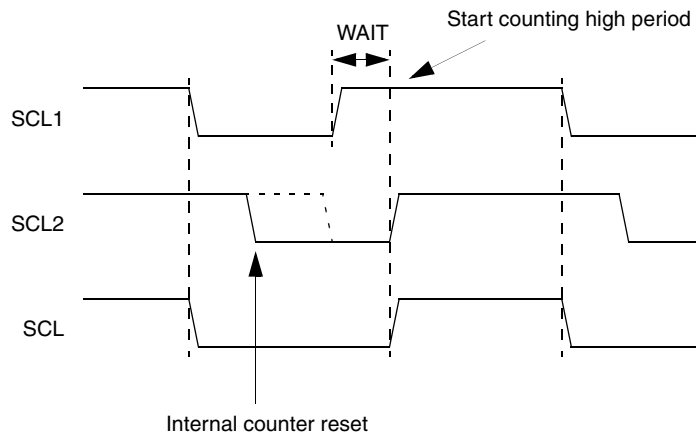 Start counting high period
WAIT
SCL1
SCL2
SCL
Internal counter reset